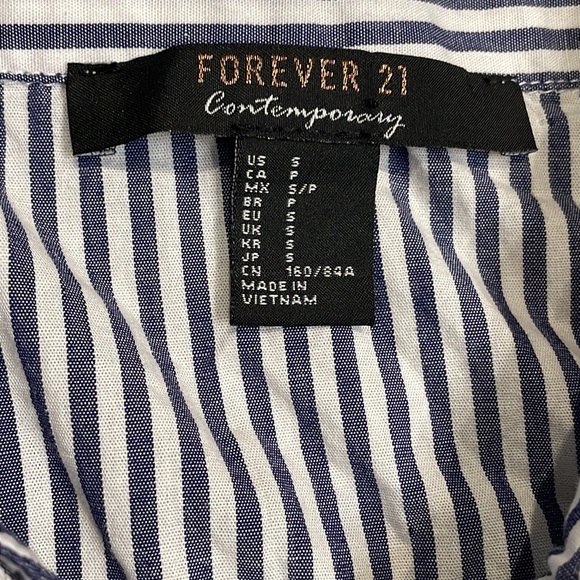 FOREVER 21
Contemporary
US S
CA P
MX S/P
BR P
EU S
UK S
KR S
JP S
CN 160/84A
MADE IN
VIETNAM